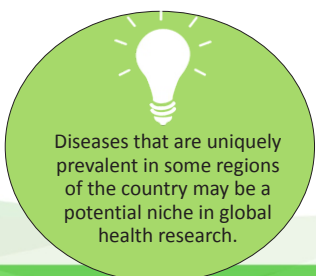 Diseases that are uniquely
prevalent in some regions
of the country may be a
potential niche in global
health research.